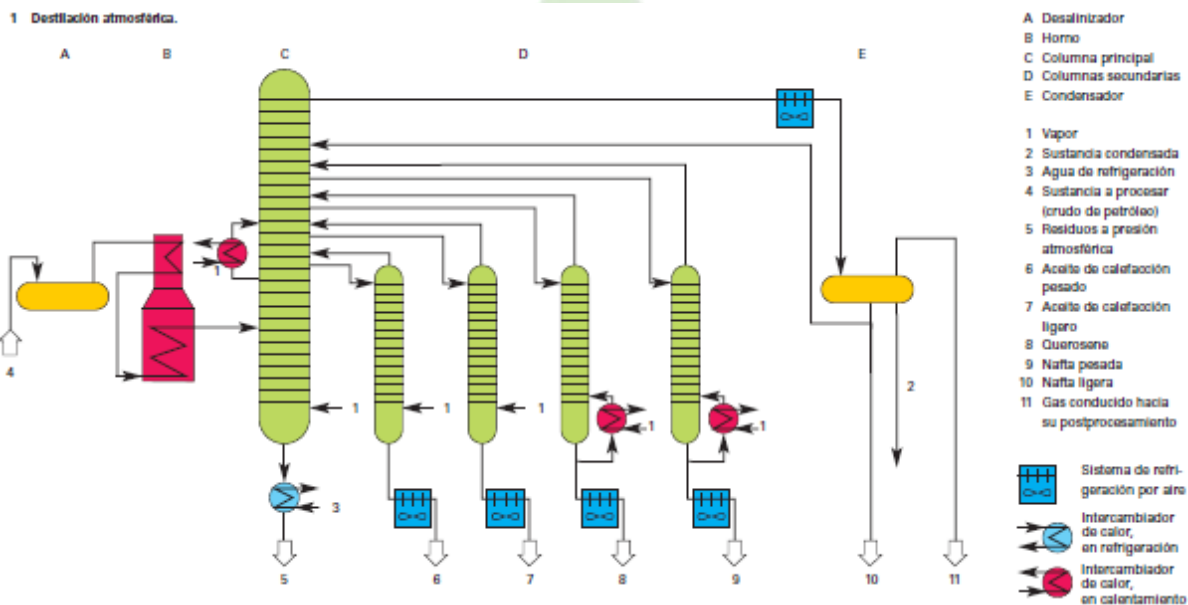 1 Destilación atmosférica.
A B C D E
1
4
1 1 1
1 1
2
3
5 6 7 8 9 10 11
A Desalinizador
B Horno
C Columna principal
D Columnas secundarias
E Condensador
1 Vapor
2 Sustancia condensada
3 Agua de refrigeración
4 Sustancia a procesar
(crudo de petróleo)
5 Residuos a presión
atmosférica
6 Aceite de calefacción
pesado
7 Aceite de calefacción
ligero
8 Querosene
9 Nafta pesada
10 Nafta ligera
11 Gas conducido hacia
su postprocesamiento
Sistema de refri-
geración por aire
Intercambiador
de calor,
en refrigeración
Intercambiador
de calor,
en calentamiento